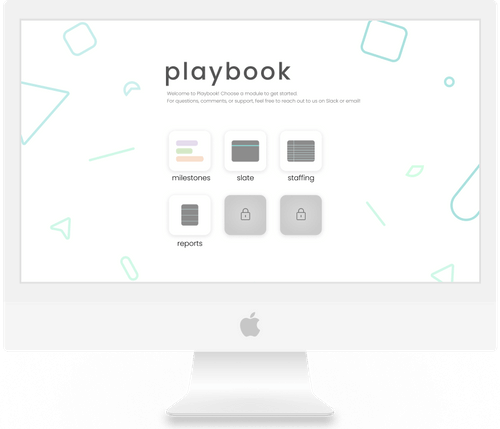 playbook
Welcome to Playbook! Choose a module to get started.
For questions, comments, or support, feel free to reach out to us on Slack or email!
milestones
slate
staffing
reports